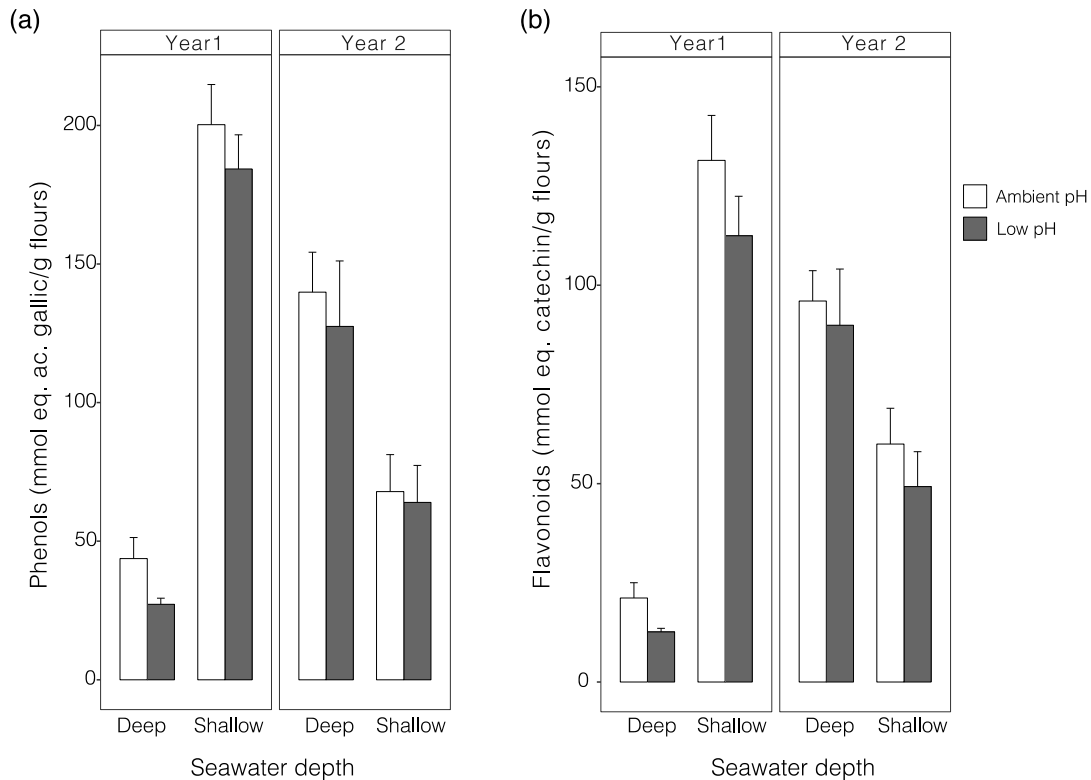 (a)
Year1 Year 2
Phenols (mmol eq. ac. gallic/g flours)
200
150
100
50
0
Deep Shallow Deep Shallow
Seawater depth
(b)
Year1 Year 2
Flavonoids (mmol eq. catechin/g flours)
150
100
50
0
Deep Shallow Deep Shallow
Seawater depth
Ambient pH
Low pH